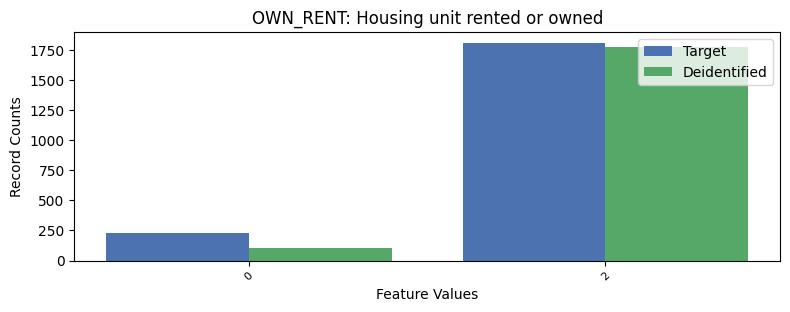 OWN_RENT: Housing unit rented or owned
Target
Deidentified
Record Counts
1750
1500
1250
1000
750
500
250
0
0
2
Feature Values